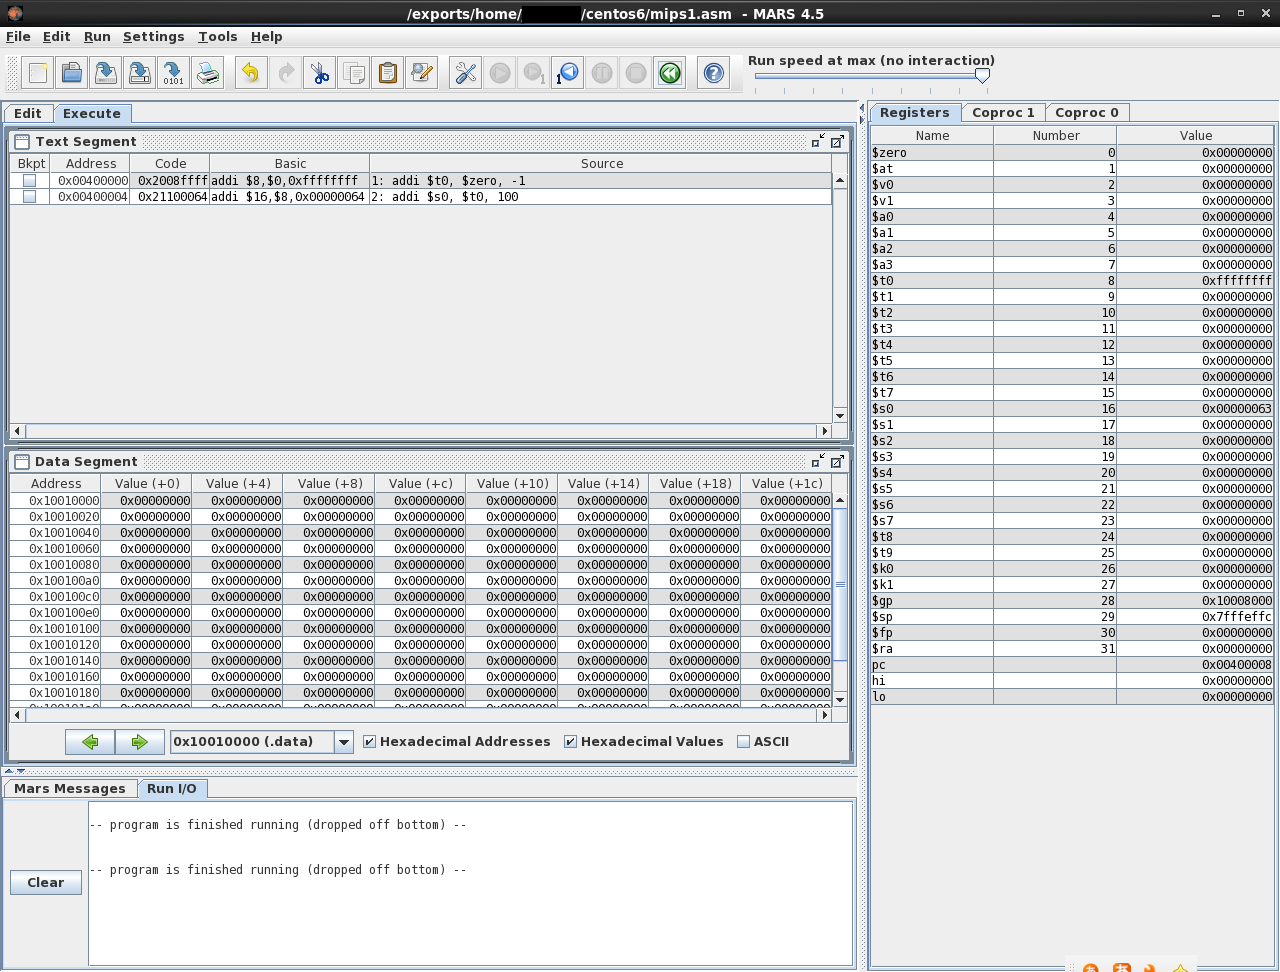 /exports/home/ /centos6/mips1.asm - MARS 4.5
File Edit Run Settings Tools Help
Run speed at max (no interaction)
Edit Execute
Text Segment
Bkpt Address Code Basic Source
0x00400000 0x2008ffff addi $8,$0,0xffffffff 1: addi $t0, $zero, -1
0x00400004 0x21100064 addi $16,$8,0x00000064 2: addi $s0, $t0, 100
Data Segment
Address Value (+0) Value (+4) Value (+8) Value (+c) Value (+10) Value (+14) Value (+18) Value (+1c)
0x10010000 0x00000000 0x00000000 0x00000000 0x00000000 0x00000000 0x00000000 0x00000000 0x00000000
0x10010020 0x00000000 0x00000000 0x00000000 0x00000000 0x00000000 0x00000000 0x00000000 0x00000000
0x10010040 0x00000000 0x00000000 0x00000000 0x00000000 0x00000000 0x00000000 0x00000000 0x00000000
0x10010060 0x00000000 0x00000000 0x00000000 0x00000000 0x00000000 0x00000000 0x00000000 0x00000000
0x10010080 0x00000000 0x00000000 0x00000000 0x00000000 0x00000000 0x00000000 0x00000000 0x00000000
0x100100a0 0x00000000 0x00000000 0x00000000 0x00000000 0x00000000 0x00000000 0x00000000 0x00000000
0x100100c0 0x00000000 0x00000000 0x00000000 0x00000000 0x00000000 0x00000000 0x00000000 0x00000000
0x100100e0 0x00000000 0x00000000 0x00000000 0x00000000 0x00000000 0x00000000 0x00000000 0x00000000
0x10010100 0x00000000 0x00000000 0x00000000 0x00000000 0x00000000 0x00000000 0x00000000 0x00000000
0x10010120 0x00000000 0x00000000 0x00000000 0x00000000 0x00000000 0x00000000 0x00000000 0x00000000
0x10010140 0x00000000 0x00000000 0x00000000 0x00000000 0x00000000 0x00000000 0x00000000 0x00000000
0x10010160 0x00000000 0x00000000 0x00000000 0x00000000 0x00000000 0x00000000 0x00000000 0x00000000
0x10010180 0x00000000 0x00000000 0x00000000 0x00000000 0x00000000 0x00000000 0x00000000 0x00000000
0x10010000 (.data) Hexadecimal Addresses Hexadecimal Values ASCII
Mars Messages Run I/O
-- program is finished running (dropped off bottom) --
-- program is finished running (dropped off bottom) --
Clear
Registers Coproc 1 Coproc 0
Name Number Value
$zero 0 0x00000000
$at 1 0x00000000
$v0 2 0x00000000
$v1 3 0x00000000
$a0 4 0x00000000
$a1 5 0x00000000
$a2 6 0x00000000
$a3 7 0x00000000
$t0 8 0xffffffff
$t1 9 0x00000000
$t2 10 0x00000000
$t3 11 0x00000000
$t4 12 0x00000000
$t5 13 0x00000000
$t6 14 0x00000000
$t7 15 0x00000000
$s0 16 0x00000063
$s1 17 0x00000000
$s2 18 0x00000000
$s3 19 0x00000000
$s4 20 0x00000000
$s5 21 0x00000000
$s6 22 0x00000000
$s7 23 0x00000000
$t8 24 0x00000000
$t9 25 0x00000000
$k0 26 0x00000000
$k1 27 0x00000000
$gp 28 0x10008000
$sp 29 0x7fffeffc
$fp 30 0x00000000
$ra 31 0x00000000
pc 0x00400008
hi 0x00000000
lo 0x00000000